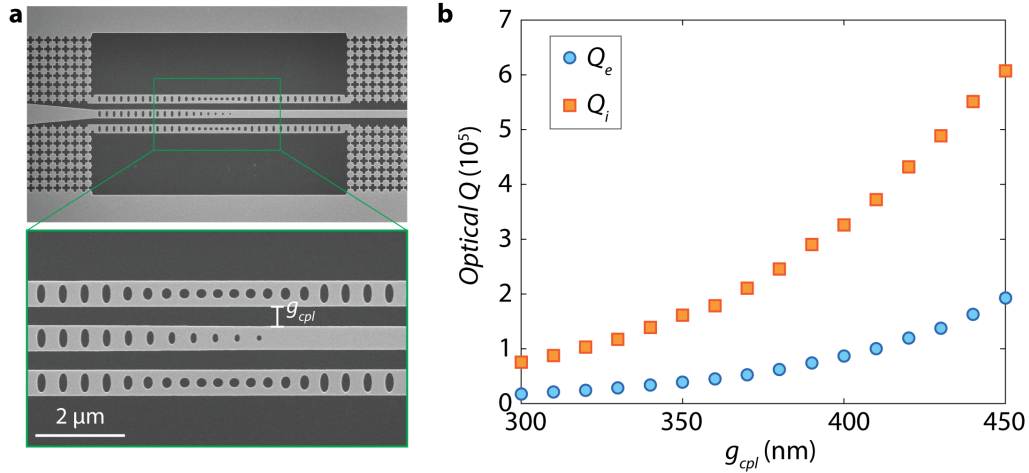 a
g_cpl
2 μm
b
7
6
5
4
3
2
1
0
Optical Q (10^5)
Q_e
Q_i
300
350
400
450
g_cpl (nm)